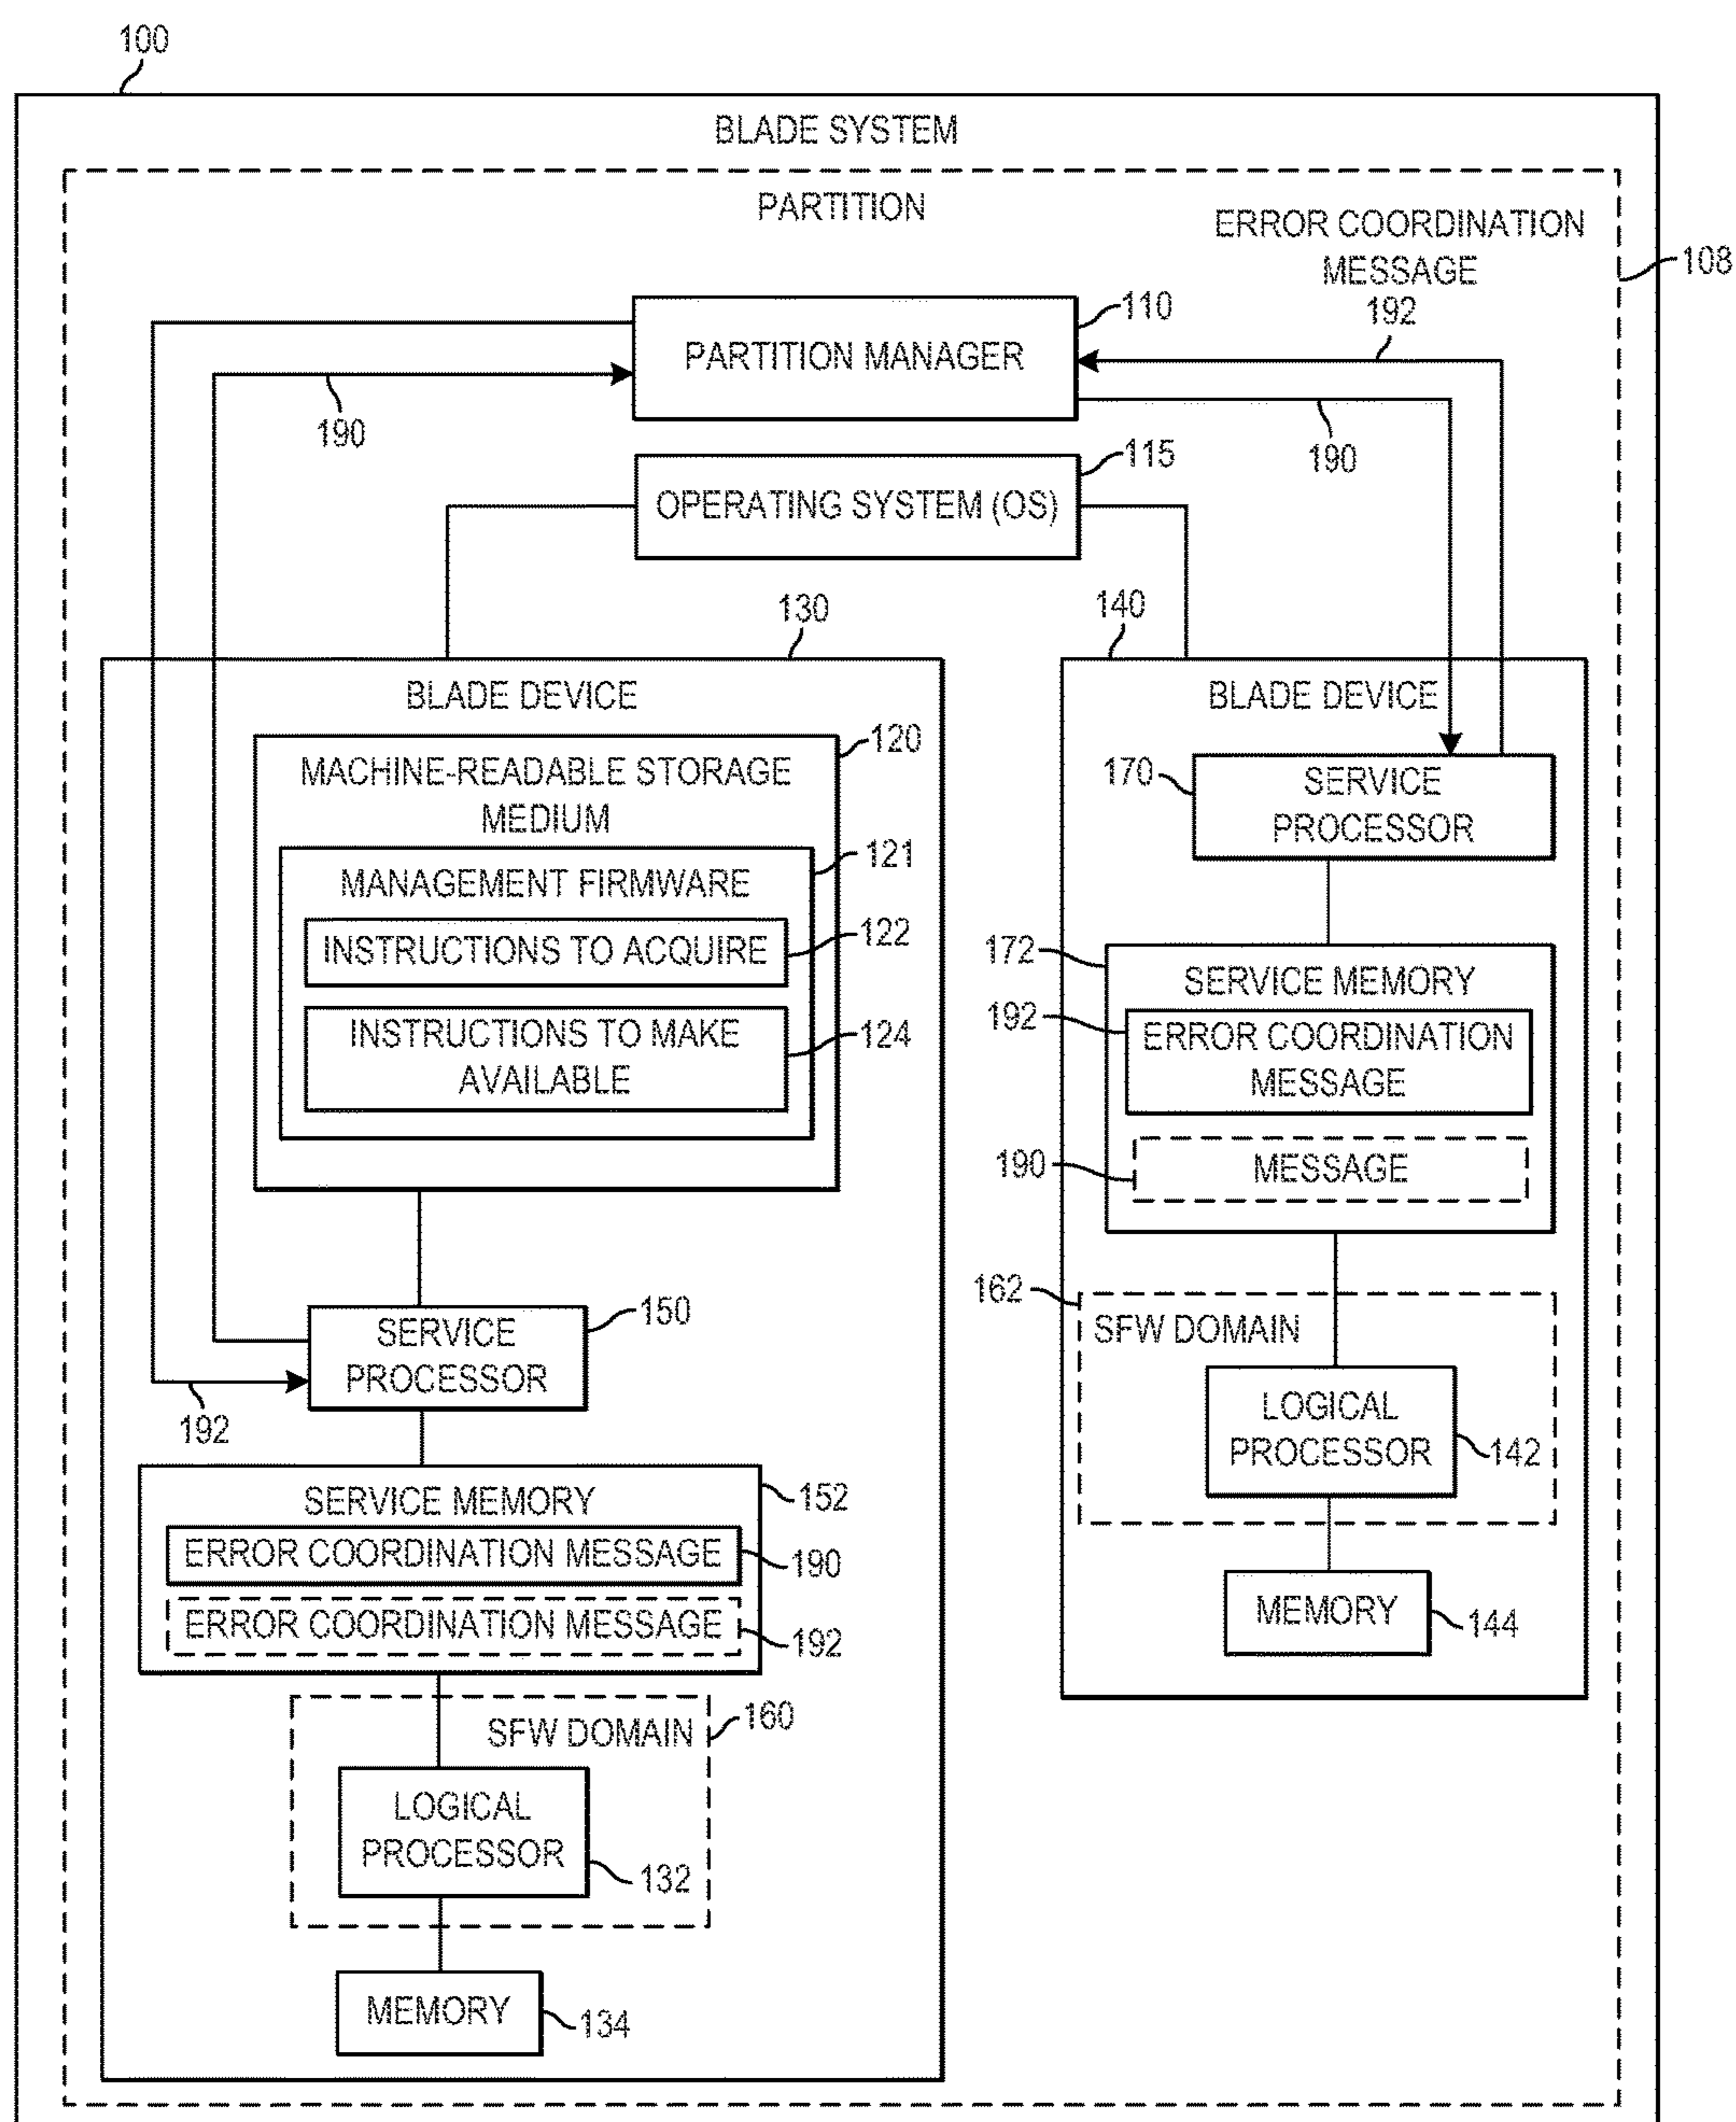 100
BLADE SYSTEM
PARTITION
ERROR COORDINATION
MESSAGE
192
108
110
PARTITION MANAGER
190
190
115
OPERATING SYSTEM (OS)
130
BLADE DEVICE
120
MACHINE-READABLE STORAGE
MEDIUM
121
MANAGEMENT FIRMWARE
122
INSTRUCTIONS TO ACQUIRE
124
INSTRUCTIONS TO MAKE
AVAILABLE
150
SERVICE
PROCESSOR
192
152
SERVICE MEMORY
ERROR COORDINATION MESSAGE
190
ERROR COORDINATION MESSAGE
192
160
SFW DOMAIN
LOGICAL
PROCESSOR
132
MEMORY
134
140
BLADE DEVICE
170
SERVICE
PROCESSOR
172
SERVICE MEMORY
192
ERROR COORDINATION
MESSAGE
190
MESSAGE
162
SFW DOMAIN
LOGICAL
PROCESSOR
142
MEMORY
144